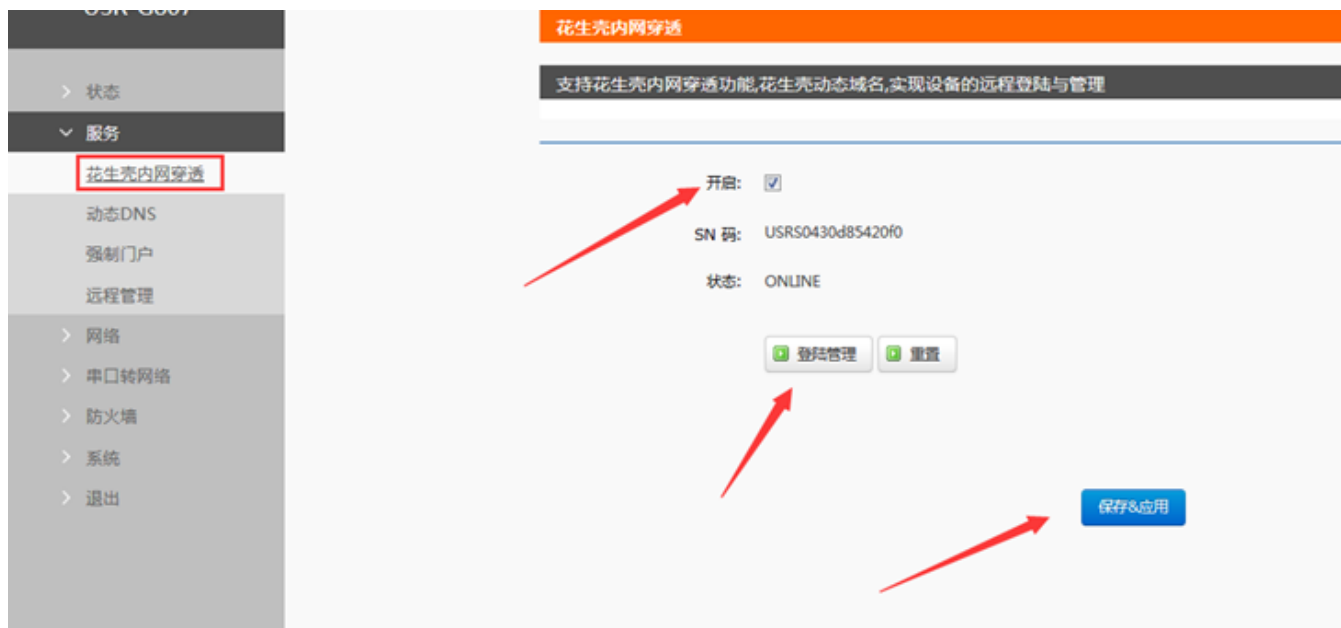 花生壳内网穿透
支持花生壳内网穿透功能,花生壳动态域名,实现设备的远程登陆与管理
状态
服务
花生壳内网穿透
动态DNS
强制门户
远程管理
网络
串口转网络
防火墙
系统
退出
开启:
SN 码: USRS0430d85420f0
状态: ONLINE
登陆管理 重置
保存&应用